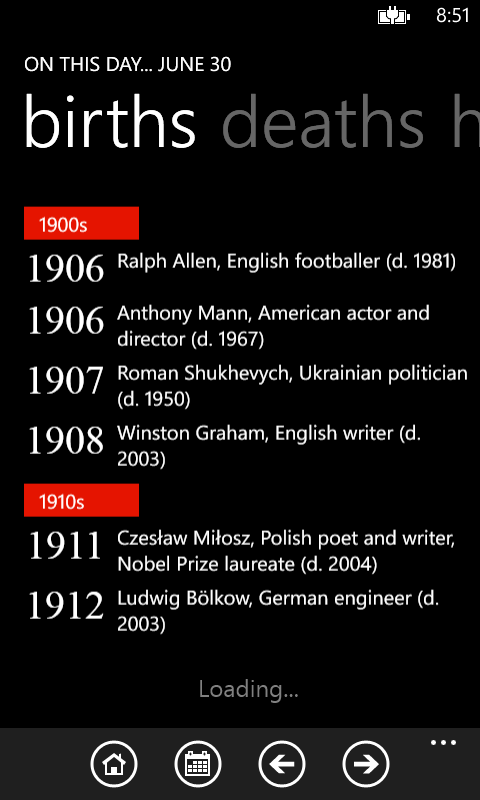 8:51
ON THIS DAY... JUNE 30
births deaths h
1900s
1906 Ralph Allen, English footballer (d. 1981)
1906 Anthony Mann, American actor and
director (d. 1967)
1907 Roman Shukhevych, Ukrainian politician
(d. 1950)
1908 Winston Graham, English writer (d.
2003)
1910s
1911 Czesław Miłosz, Polish poet and writer,
Nobel Prize laureate (d. 2004)
1912 Ludwig Bölkow, German engineer (d.
2003)
Loading...